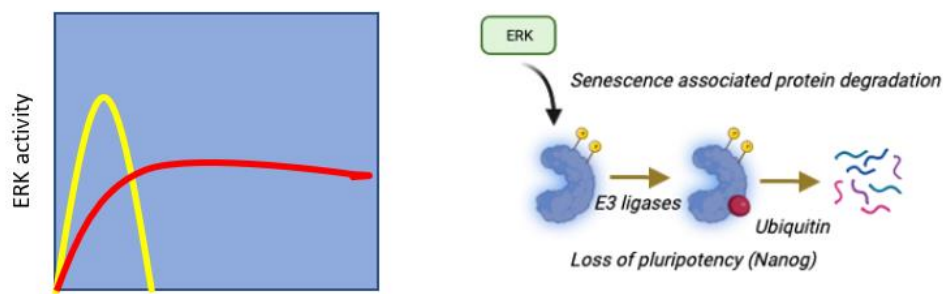 ERK activity
ERK
Senescence associated protein degradation
P
P
P
P
E3 ligases
Ubiquitin
Loss of pluripotency (Nanog)